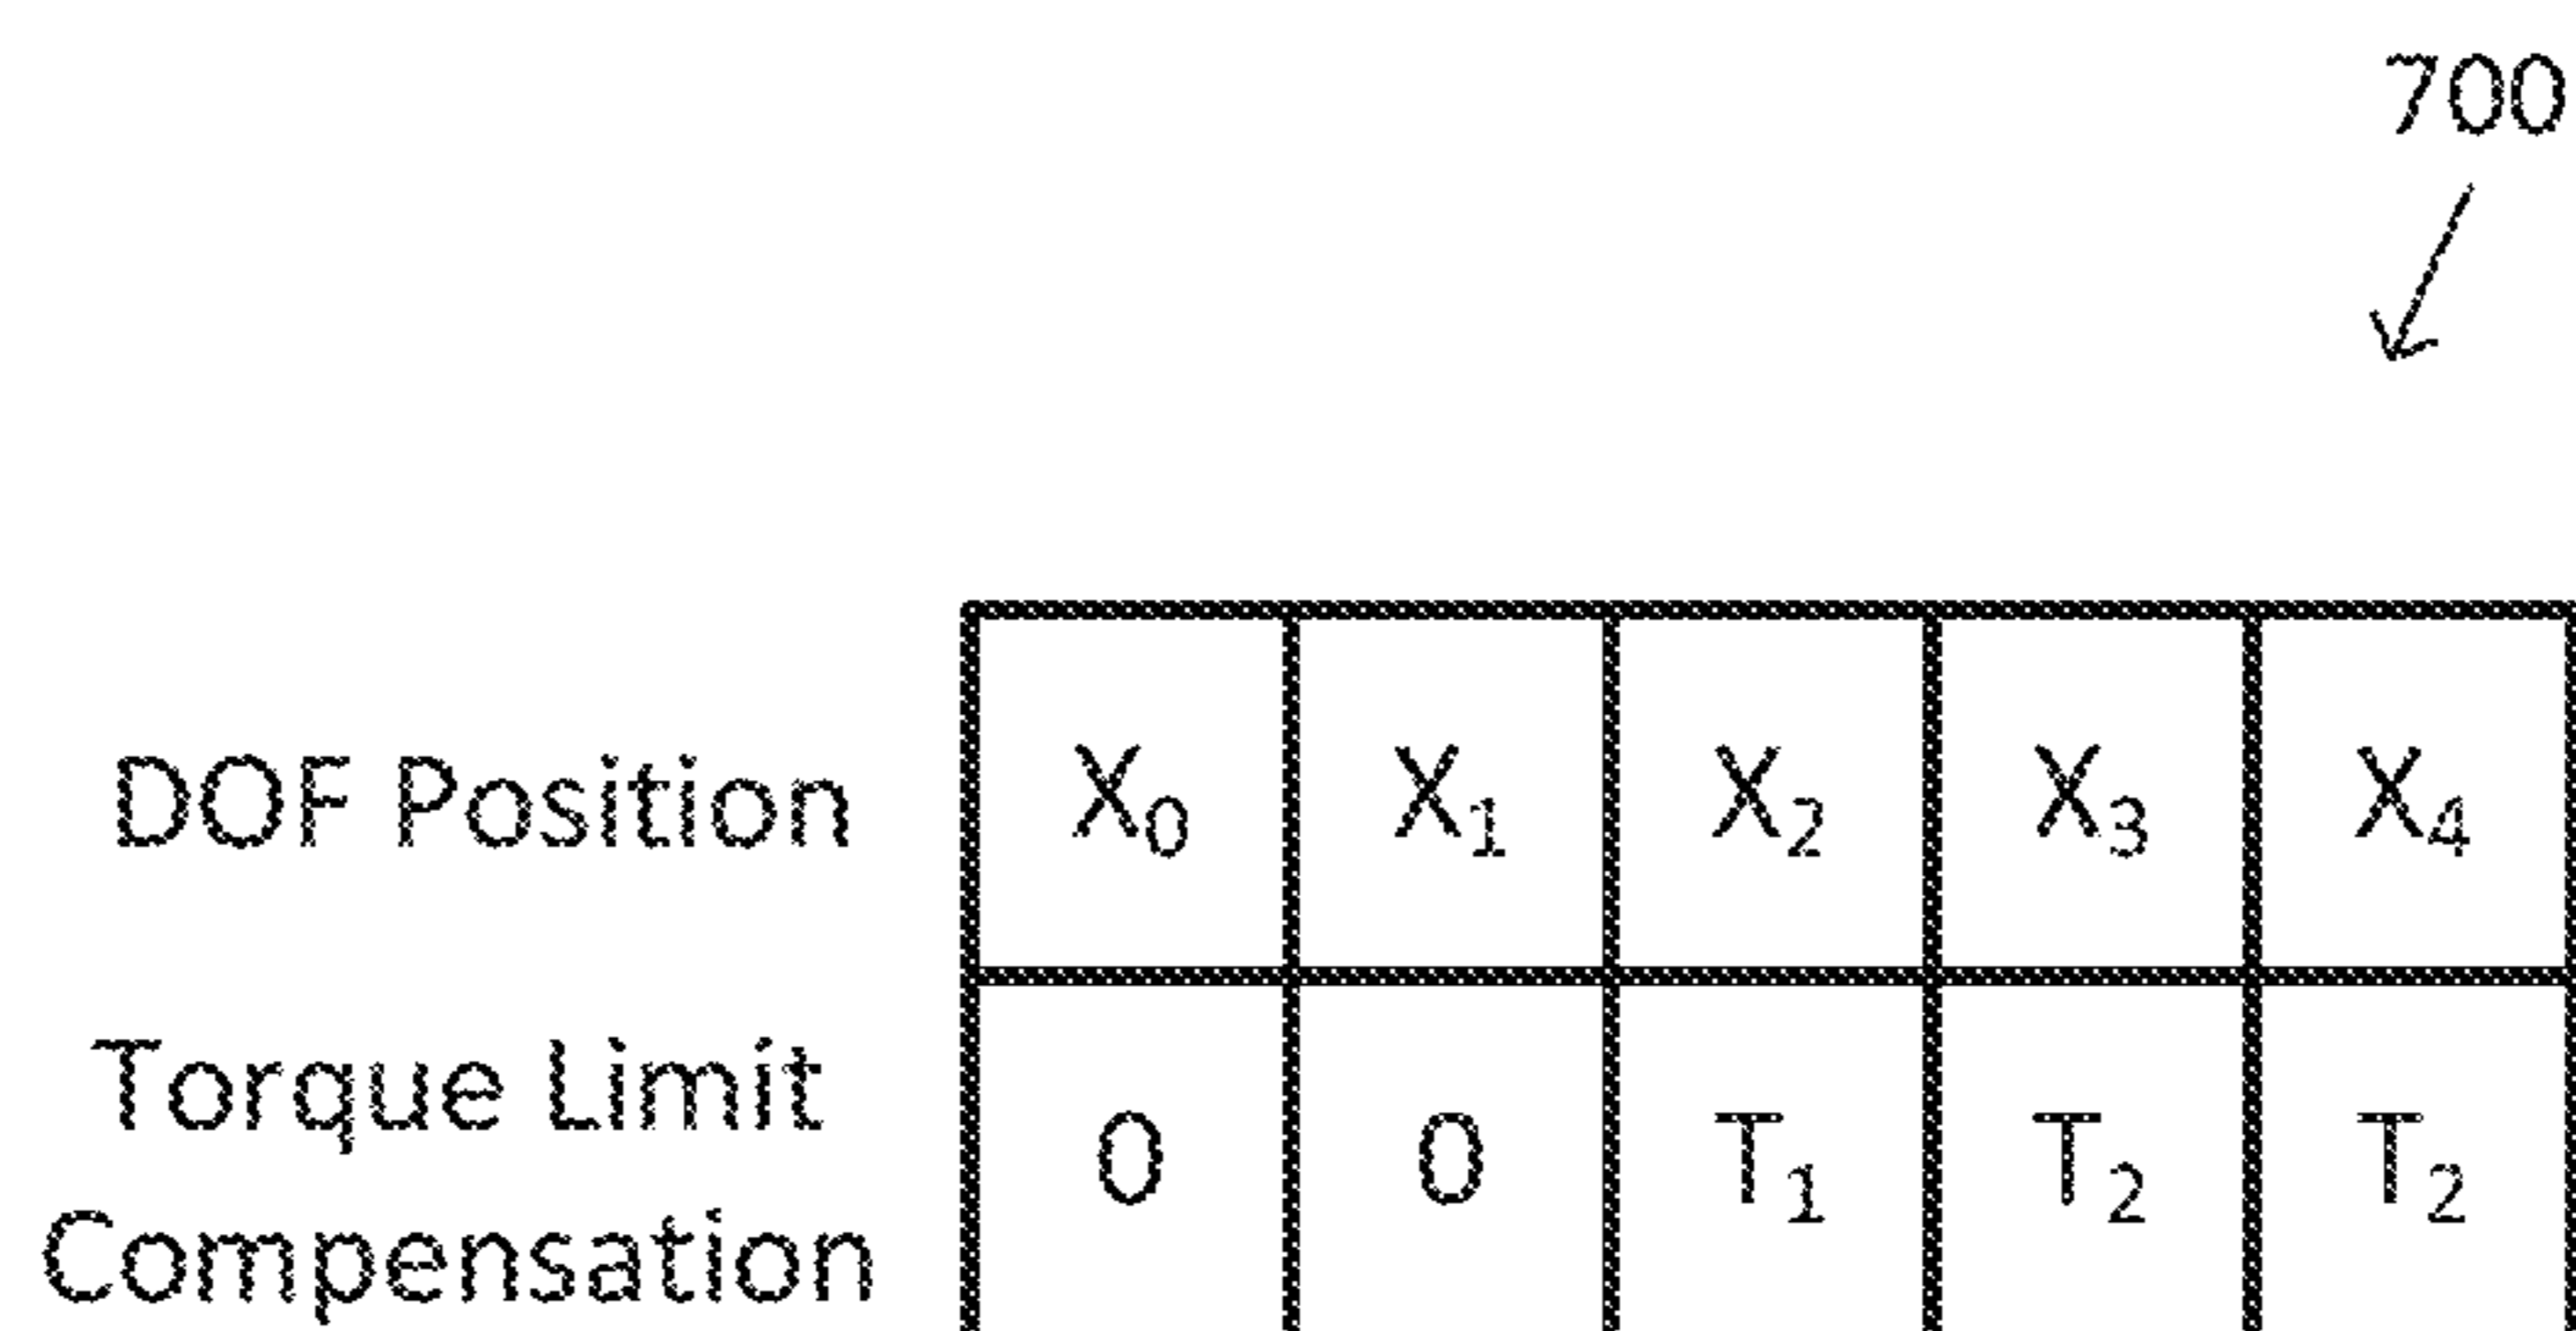 700
DOF Position X₀ X₁ X₂ X₃ X₄
Torque Limit
Compensation 0 0 T₁ T₂ T₂